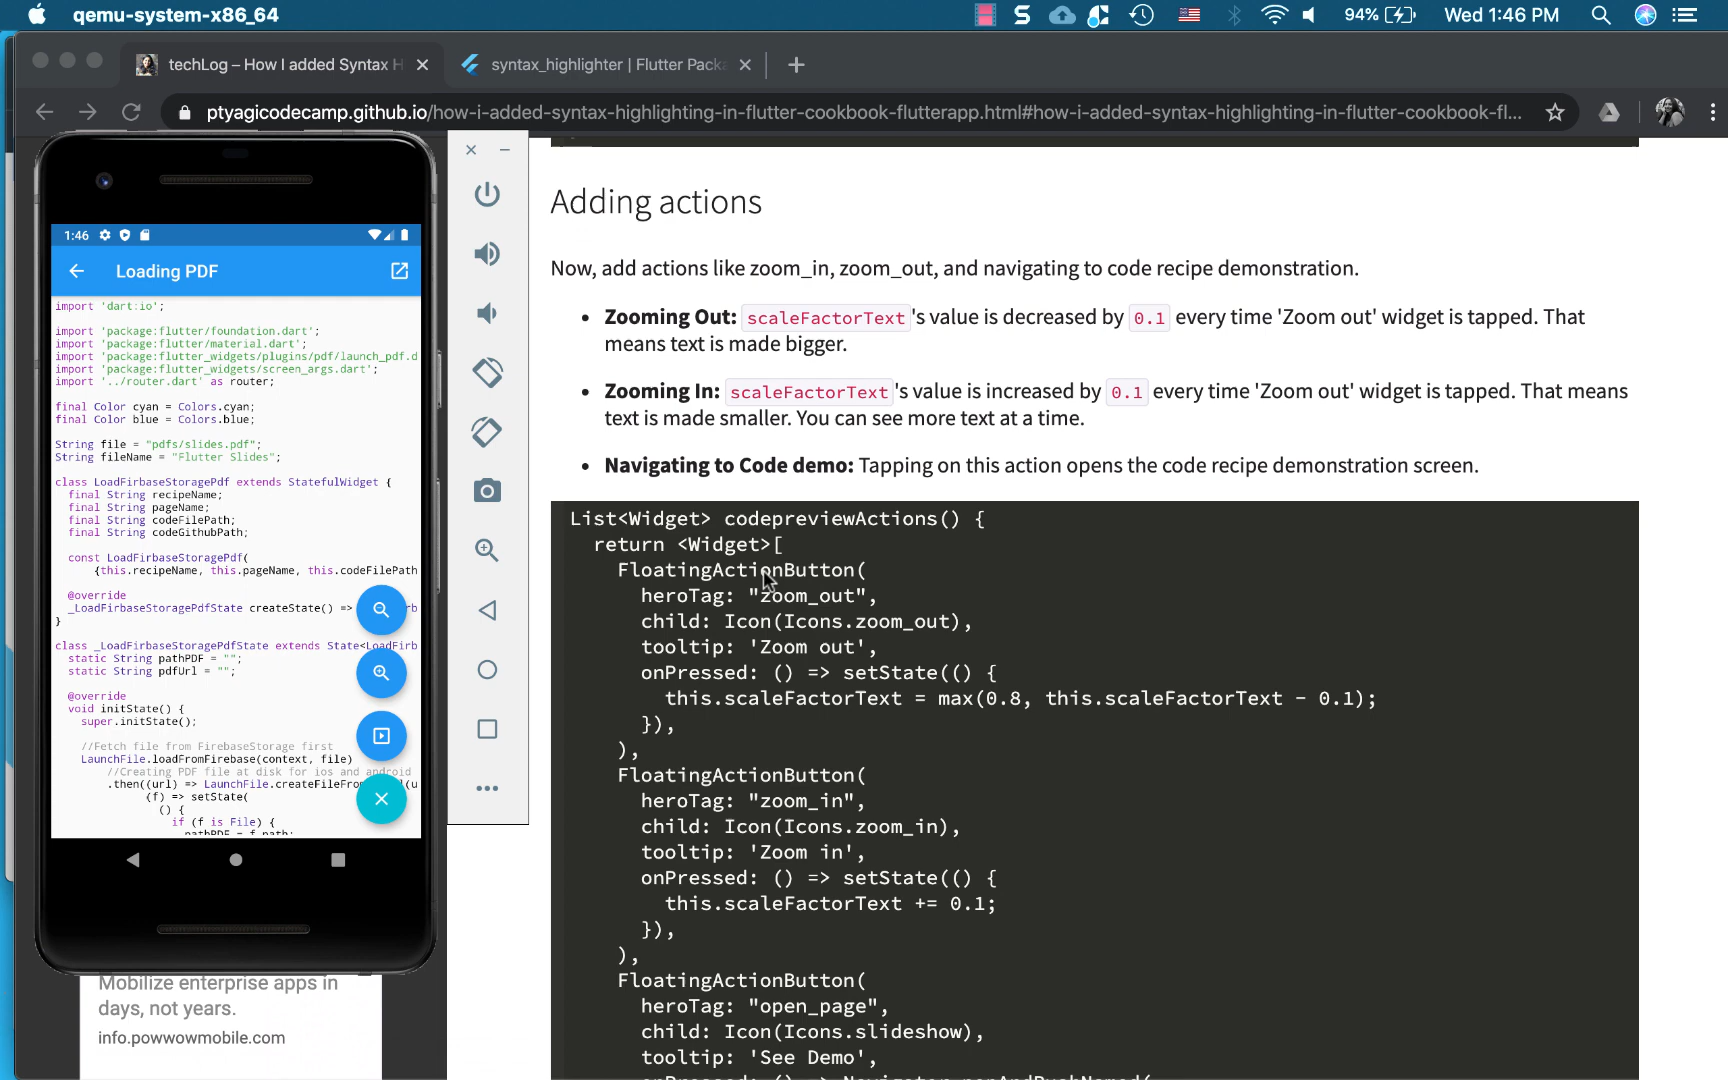 qemu-system-x86_64
94%
Wed 1:46 PM
techLog – How I added Syntax H
syntax_highlighter | Flutter Packa
ptyagicodecamp.github.io/how-i-added-syntax-highlighting-in-flutter-cookbook-flutterapp.html#how-i-added-syntax-highlighting-in-flutter-cookbook-fl...
1:46
Loading PDF
import 'dart:io';
import 'package:flutter/foundation.dart';
import 'package:flutter/material.dart';
import 'package:flutter_widgets/plugins/pdf/launch_pdf.d
import 'package:flutter_widgets/screen_args.dart';
import '../router.dart' as router;
final Color cyan = Colors.cyan;
final Color blue = Colors.blue;
String file = "pdfs/slides.pdf";
String fileName = "Flutter Slides";
class LoadFirbaseStoragePdf extends StatefulWidget {
final String recipeName;
final String pageName;
final String codeFilePath;
final String codeGithubPath;
const LoadFirbaseStoragePdf(
{this.recipeName, this.pageName, this.codeFilePath
@override
_LoadFirbaseStoragePdfState createState() =>
}
class _LoadFirbaseStoragePdfState extends State<LoadFirb
static String pathPDF = "";
static String pdfUrl = "";
@override
void initState() {
super.initState();
//Fetch file from FirebaseStorage first
LaunchFile.loadFromFirebase(context, file)
//Creating PDF file at disk for ios and android
.then((url) => LaunchFile.createFileFro
(f) => setState(
() {
if (f is File) {
pathPDF = f.path;
Mobilize enterprise apps in
days, not years.
info.powwowmobile.com
Adding actions
Now, add actions like zoom_in, zoom_out, and navigating to code recipe demonstration.
• Zooming Out: scaleFactorText's value is decreased by 0.1 every time 'Zoom out' widget is tapped. That
means text is made bigger.
• Zooming In: scaleFactorText's value is increased by 0.1 every time 'Zoom out' widget is tapped. That means
text is made smaller. You can see more text at a time.
• Navigating to Code demo: Tapping on this action opens the code recipe demonstration screen.
List<Widget> codepreviewActions() {
return <Widget>[
FloatingActionButton(
heroTag: "zoom_out",
child: Icon(Icons.zoom_out),
tooltip: 'Zoom out',
onPressed: () => setState(() {
this.scaleFactorText = max(0.8, this.scaleFactorText - 0.1);
}),
),
FloatingActionButton(
heroTag: "zoom_in",
child: Icon(Icons.zoom_in),
tooltip: 'Zoom in',
onPressed: () => setState(() {
this.scaleFactorText += 0.1;
}),
),
FloatingActionButton(
heroTag: "open_page",
child: Icon(Icons.slideshow),
tooltip: 'See Demo',
onPressed: () => Navigator.popAndPushNamed(